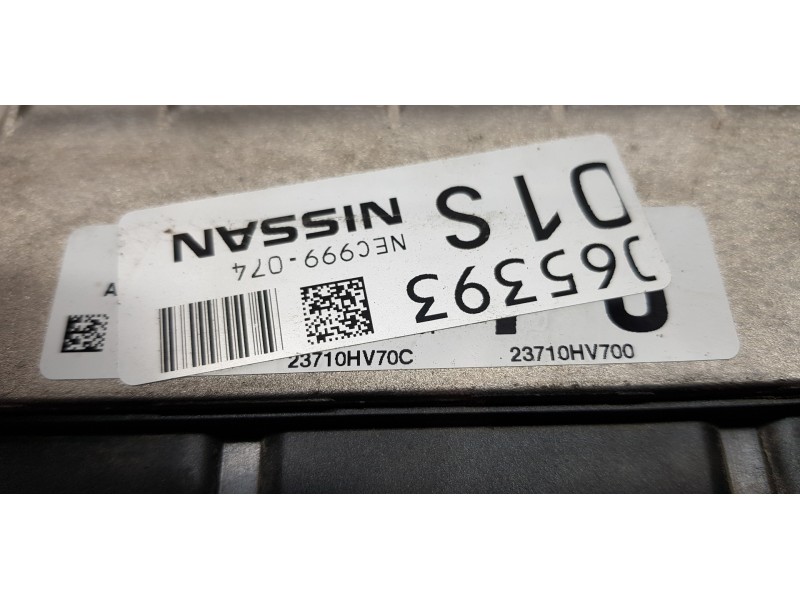 NISSAN
NEC999-074
D1S
065393
A
23710HV70C 23710HV700